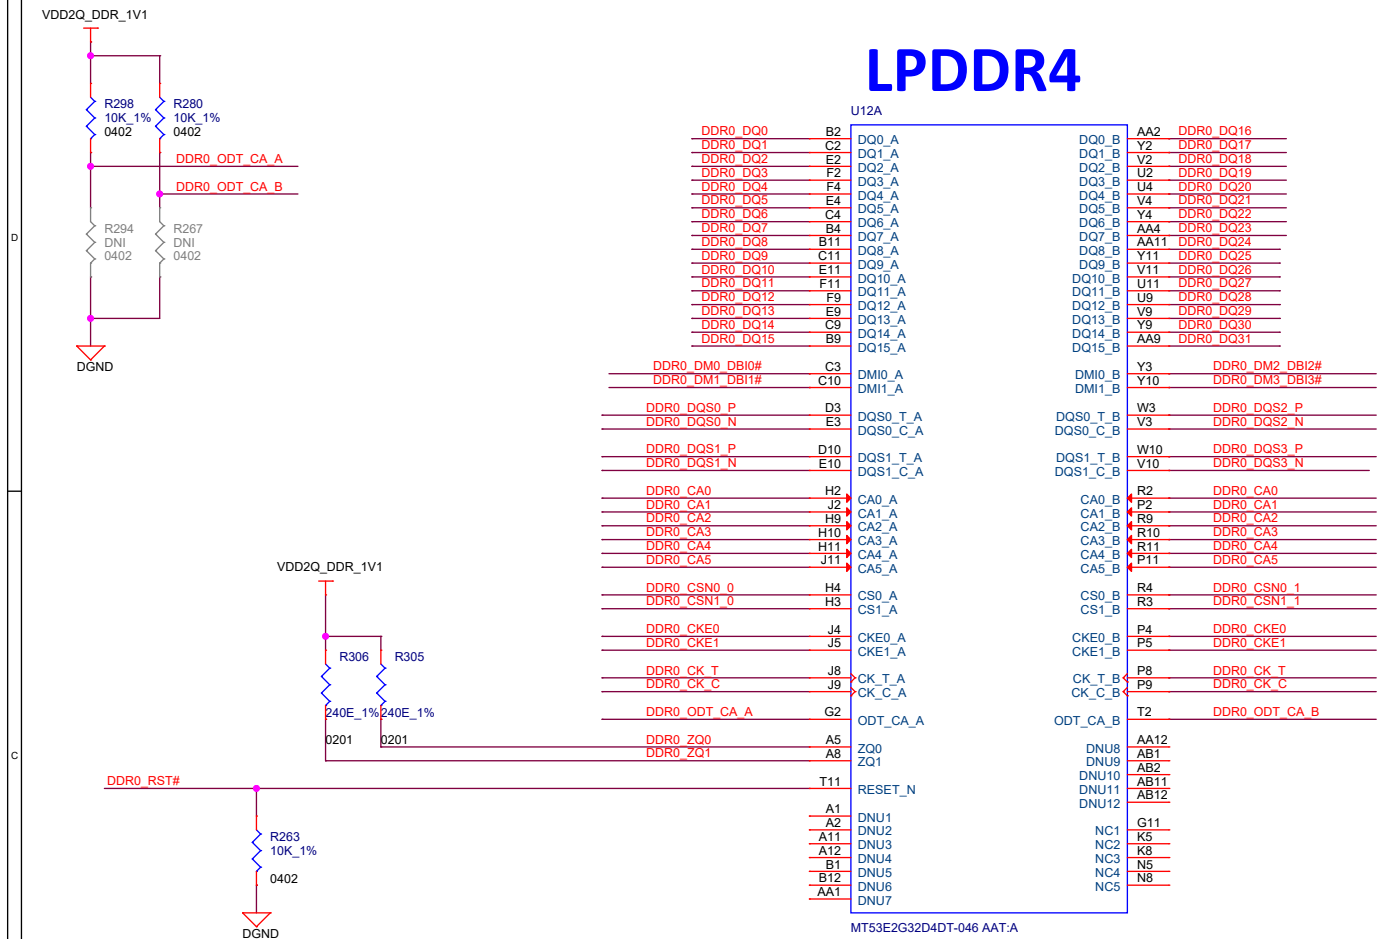 VDD2Q_DDR_1V1
R298
10K_1%
0402
R280
10K_1%
0402
DDR0_ODT_CA_A
DDR0_ODT_CA_B
R294
DNI
0402
R267
DNI
0402
DGND
D
C
LPDDR4
U12A
DDR0_DQ0 B2 DQ0_A DQ0_B AA2 DDR0_DQ16
DDR0_DQ1 C2 DQ1_A DQ1_B Y2 DDR0_DQ17
DDR0_DQ2 E2 DQ2_A DQ2_B V2 DDR0_DQ18
DDR0_DQ3 F2 DQ3_A DQ3_B U2 DDR0_DQ19
DDR0_DQ4 F4 DQ4_A DQ4_B U4 DDR0_DQ20
DDR0_DQ5 E4 DQ5_A DQ5_B V4 DDR0_DQ21
DDR0_DQ6 C4 DQ6_A DQ6_B Y4 DDR0_DQ22
DDR0_DQ7 B4 DQ7_A DQ7_B AA4 DDR0_DQ23
DDR0_DQ8 B11 DQ8_A DQ8_B AA11 DDR0_DQ24
DDR0_DQ9 C11 DQ9_A DQ9_B Y11 DDR0_DQ25
DDR0_DQ10 E11 DQ10_A DQ10_B V11 DDR0_DQ26
DDR0_DQ11 F11 DQ11_A DQ11_B U11 DDR0_DQ27
DDR0_DQ12 F9 DQ12_A DQ12_B U9 DDR0_DQ28
DDR0_DQ13 E9 DQ13_A DQ13_B V9 DDR0_DQ29
DDR0_DQ14 C9 DQ14_A DQ14_B Y9 DDR0_DQ30
DDR0_DQ15 B9 DQ15_A DQ15_B AA9 DDR0_DQ31
DDR0_DM0_DBI0# C3 DMI0_A DMI0_B Y3 DDR0_DM2_DBI2#
DDR0_DM1_DBI1# C10 DMI1_A DMI1_B Y10 DDR0_DM3_DBI3#
DDR0_DQS0_P D3 DQS0_T_A DQS0_T_B W3 DDR0_DQS2_P
DDR0_DQS0_N E3 DQS0_C_A DQS0_C_B V3 DDR0_DQS2_N
DDR0_DQS1_P D10 DQS1_T_A DQS1_T_B W10 DDR0_DQS3_P
DDR0_DQS1_N E10 DQS1_C_A DQS1_C_B V10 DDR0_DQS3_N
DDR0_CA0 H2 CA0_A CA0_B R2 DDR0_CA0
DDR0_CA1 J2 CA1_A CA1_B P2 DDR0_CA1
DDR0_CA2 H9 CA2_A CA2_B R9 DDR0_CA2
DDR0_CA3 H10 CA3_A CA3_B R10 DDR0_CA3
DDR0_CA4 H11 CA4_A CA4_B R11 DDR0_CA4
DDR0_CA5 J11 CA5_A CA5_B P11 DDR0_CA5
DDR0_CSN0_0 H4 CS0_A CS0_B R4 DDR0_CSN0_1
DDR0_CSN1_0 H3 CS1_A CS1_B R3 DDR0_CSN1_1
DDR0_CKE0 J4 CKE0_A CKE0_B P4 DDR0_CKE0
DDR0_CKE1 J5 CKE1_A CKE1_B P5 DDR0_CKE1
DDR0_CK_T J8 CK_T_A CK_T_B P8 DDR0_CK_T
DDR0_CK_C J9 CK_C_A CK_C_B P9 DDR0_CK_C
DDR0_ODT_CA_A G2 ODT_CA_A ODT_CA_B T2 DDR0_ODT_CA_B
DDR0_ZQ0 A5 ZQ0 DNU8 AA12
DDR0_ZQ1 A8 ZQ1 DNU9 AB1
DNU10 AB2
DDR0_RST# T11 RESET_N DNU11 AB11
DNU12 AB12
A1 DNU1
A2 DNU2 NC1 G11
A11 DNU3 NC2 K5
A12 DNU4 NC3 K8
B1 DNU5 NC4 N5
B12 DNU6 NC5 N8
AA1 DNU7
MT53E2G32D4DT-046 AAT:A
VDD2Q_DDR_1V1
R306 R305
240E_1% 240E_1%
0201 0201
R263
10K_1%
0402
DGND